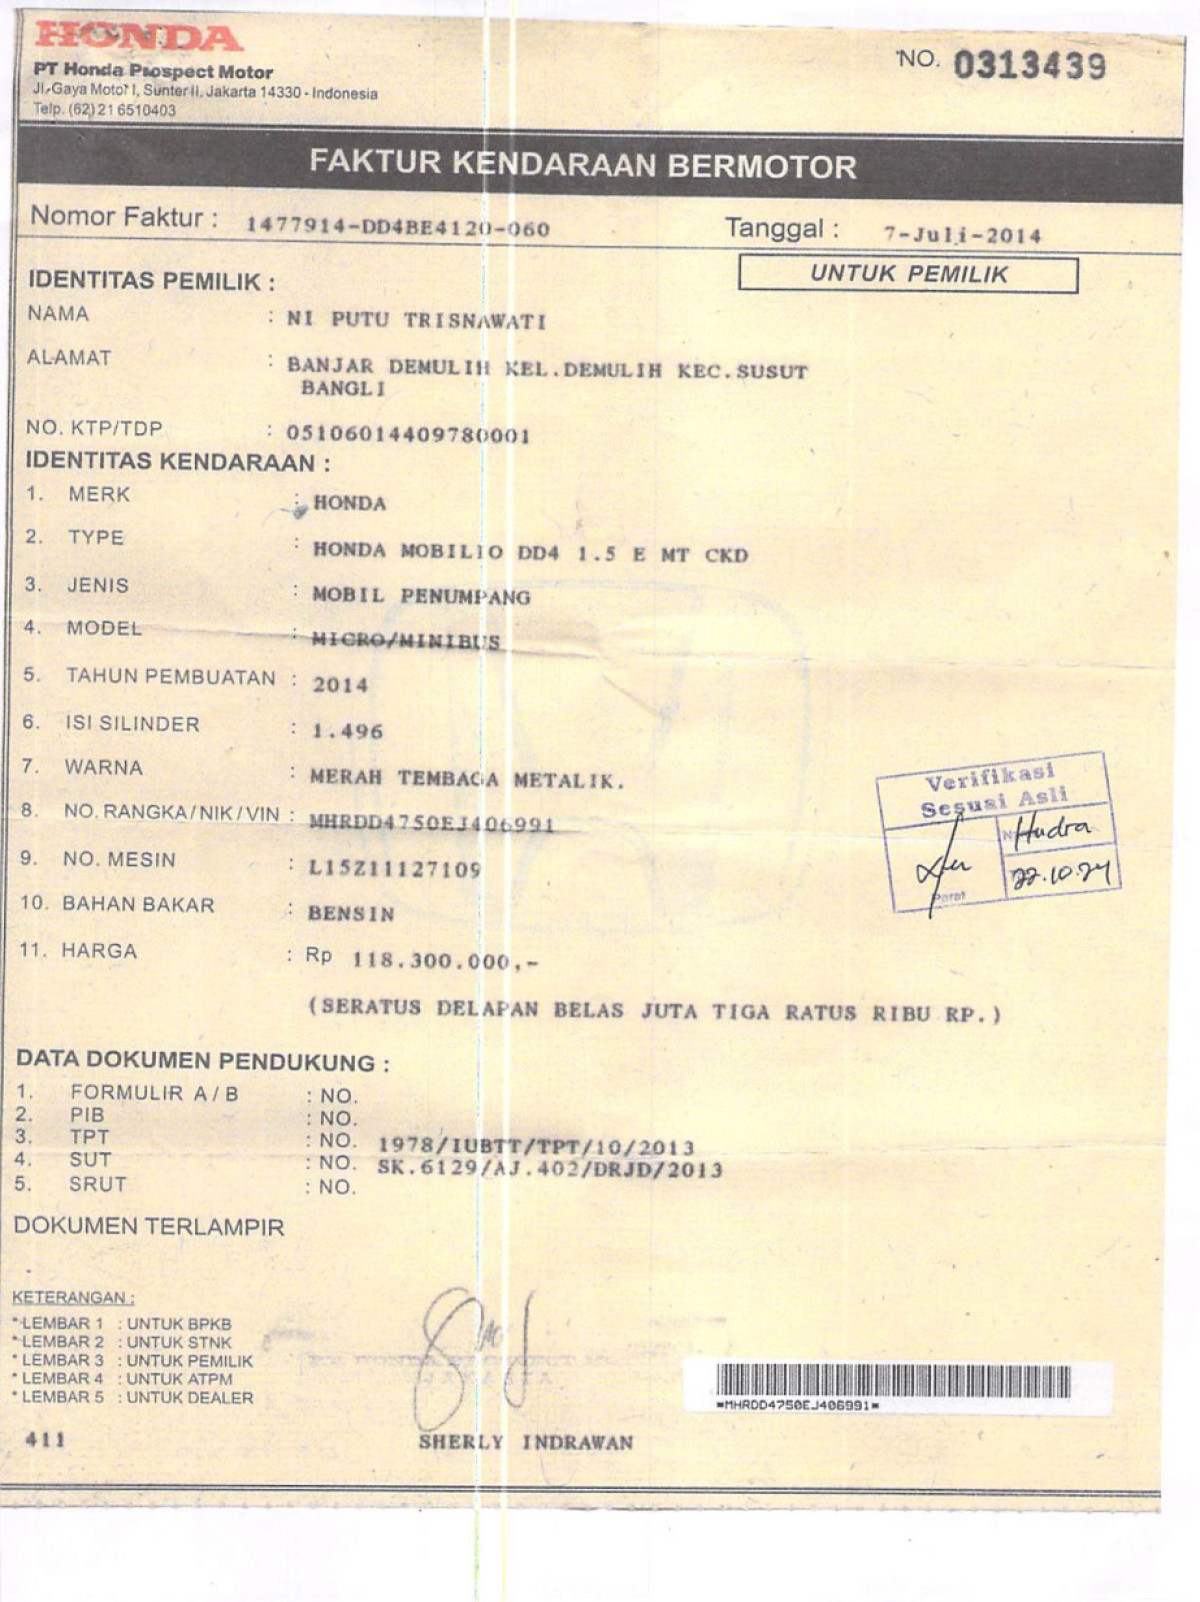 HONDA
PT Honda Prospect Motor
Jl. Gaya Motor I, Sunter II, Jakarta 14330 - Indonesia
Telp. (62) 21 6510403
NO. 0313439
FAKTUR KENDARAAN BERMOTOR
Nomor Faktur : 1477914-DD4BE4120-060
Tanggal : 7-Juli-2014
UNTUK PEMILIK
IDENTITAS PEMILIK :
NAMA : NI PUTU TRISNAWATI
ALAMAT : BANJAR DEMULIH KEL.DEMULIH KEC.SUSUT
BANGLI
NO. KTP/TDP : 05106014409780001
IDENTITAS KENDARAAN :
1. MERK : HONDA
2. TYPE : HONDA MOBILIO DD4 1.5 E MT CKD
3. JENIS : MOBIL PENUMPANG
4. MODEL : MICRO/MINIBUS
5. TAHUN PEMBUATAN : 2014
6. ISI SILINDER : 1.496
7. WARNA : MERAH TEMBAGA METALIK.
8. NO. RANGKA/NIK/VIN : MHRDD4750EJ406991
9. NO. MESIN : L15Z11127109
10. BAHAN BAKAR : BENSIN
11. HARGA : Rp 118.300.000,-
(SERATUS DELAPAN BELAS JUTA TIGA RATUS RIBU RP.)
Verifikasi
Sesuai Asli
Hudra
22.10.24
Parat
DATA DOKUMEN PENDUKUNG :
1. FORMULIR A / B : NO.
2. PIB : NO.
3. TPT : NO. 1978/IUBTT/TPT/10/2013
4. SUT : NO. SK.6129/AJ.402/DRJD/2013
5. SRUT : NO.
DOKUMEN TERLAMPIR
KETERANGAN :
* LEMBAR 1 : UNTUK BPKB
* LEMBAR 2 : UNTUK STNK
* LEMBAR 3 : UNTUK PEMILIK
* LEMBAR 4 : UNTUK ATPM
* LEMBAR 5 : UNTUK DEALER
*MHRDD4750EJ406991*
411
SHERLY INDRAWAN